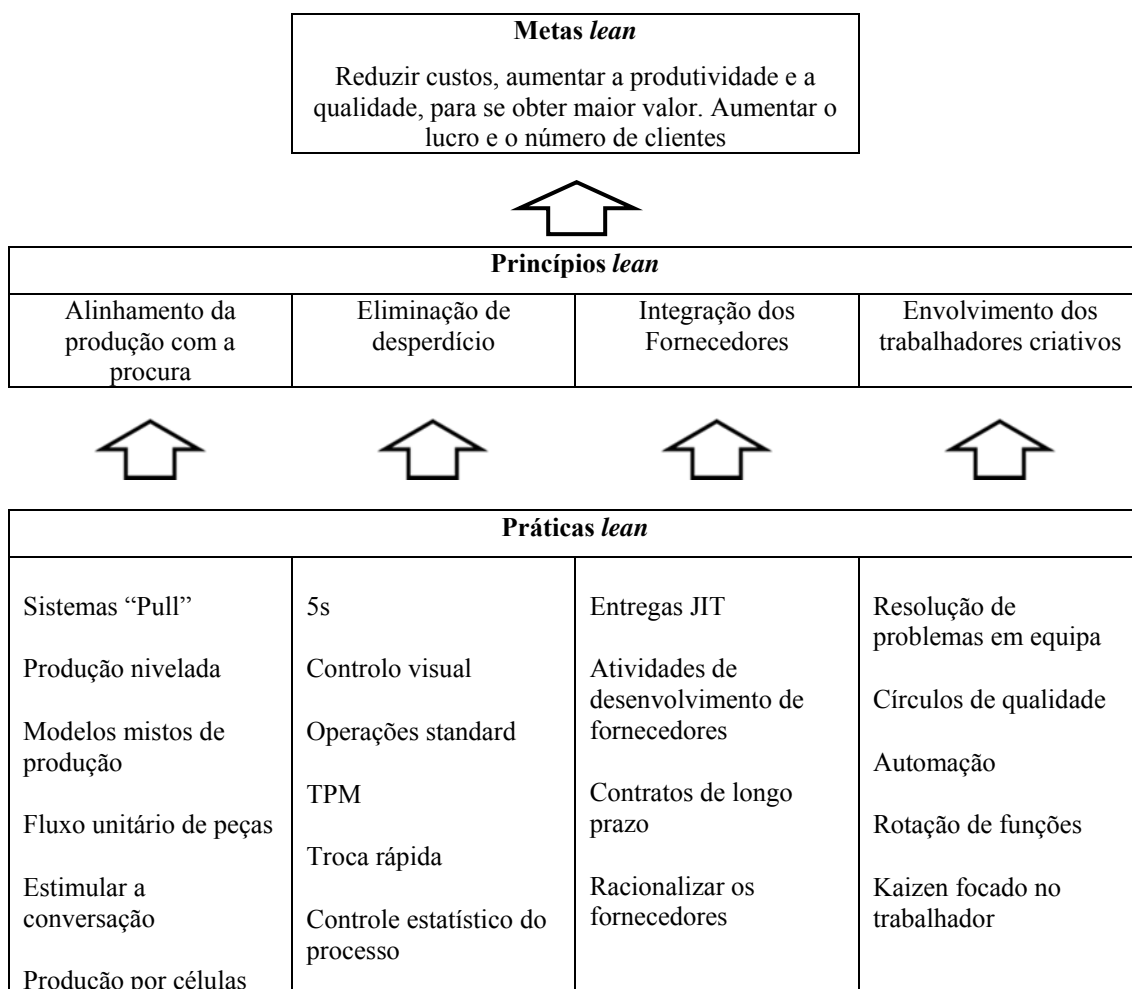 Metas lean
Reduzir custos, aumentar a produtividade e a
qualidade, para se obter maior valor. Aumentar o
lucro e o número de clientes
Princípios lean
Alinhamento da
produção com a
procura
Eliminação de
desperdício
Integração dos
Fornecedores
Envolvimento dos
trabalhadores criativos
Práticas lean
Sistemas “Pull”
Produção nivelada
Modelos mistos de
produção
Fluxo unitário de peças
Estimular a
conversação
Produção por células
5s
Controlo visual
Operações standard
TPM
Troca rápida
Controle estatístico do
processo
Entregas JIT
Atividades de
desenvolvimento de
fornecedores
Contratos de longo
prazo
Racionalizar os
fornecedores
Resolução de
problemas em equipa
Círculos de qualidade
Automação
Rotação de funções
Kaizen focado no
trabalhador